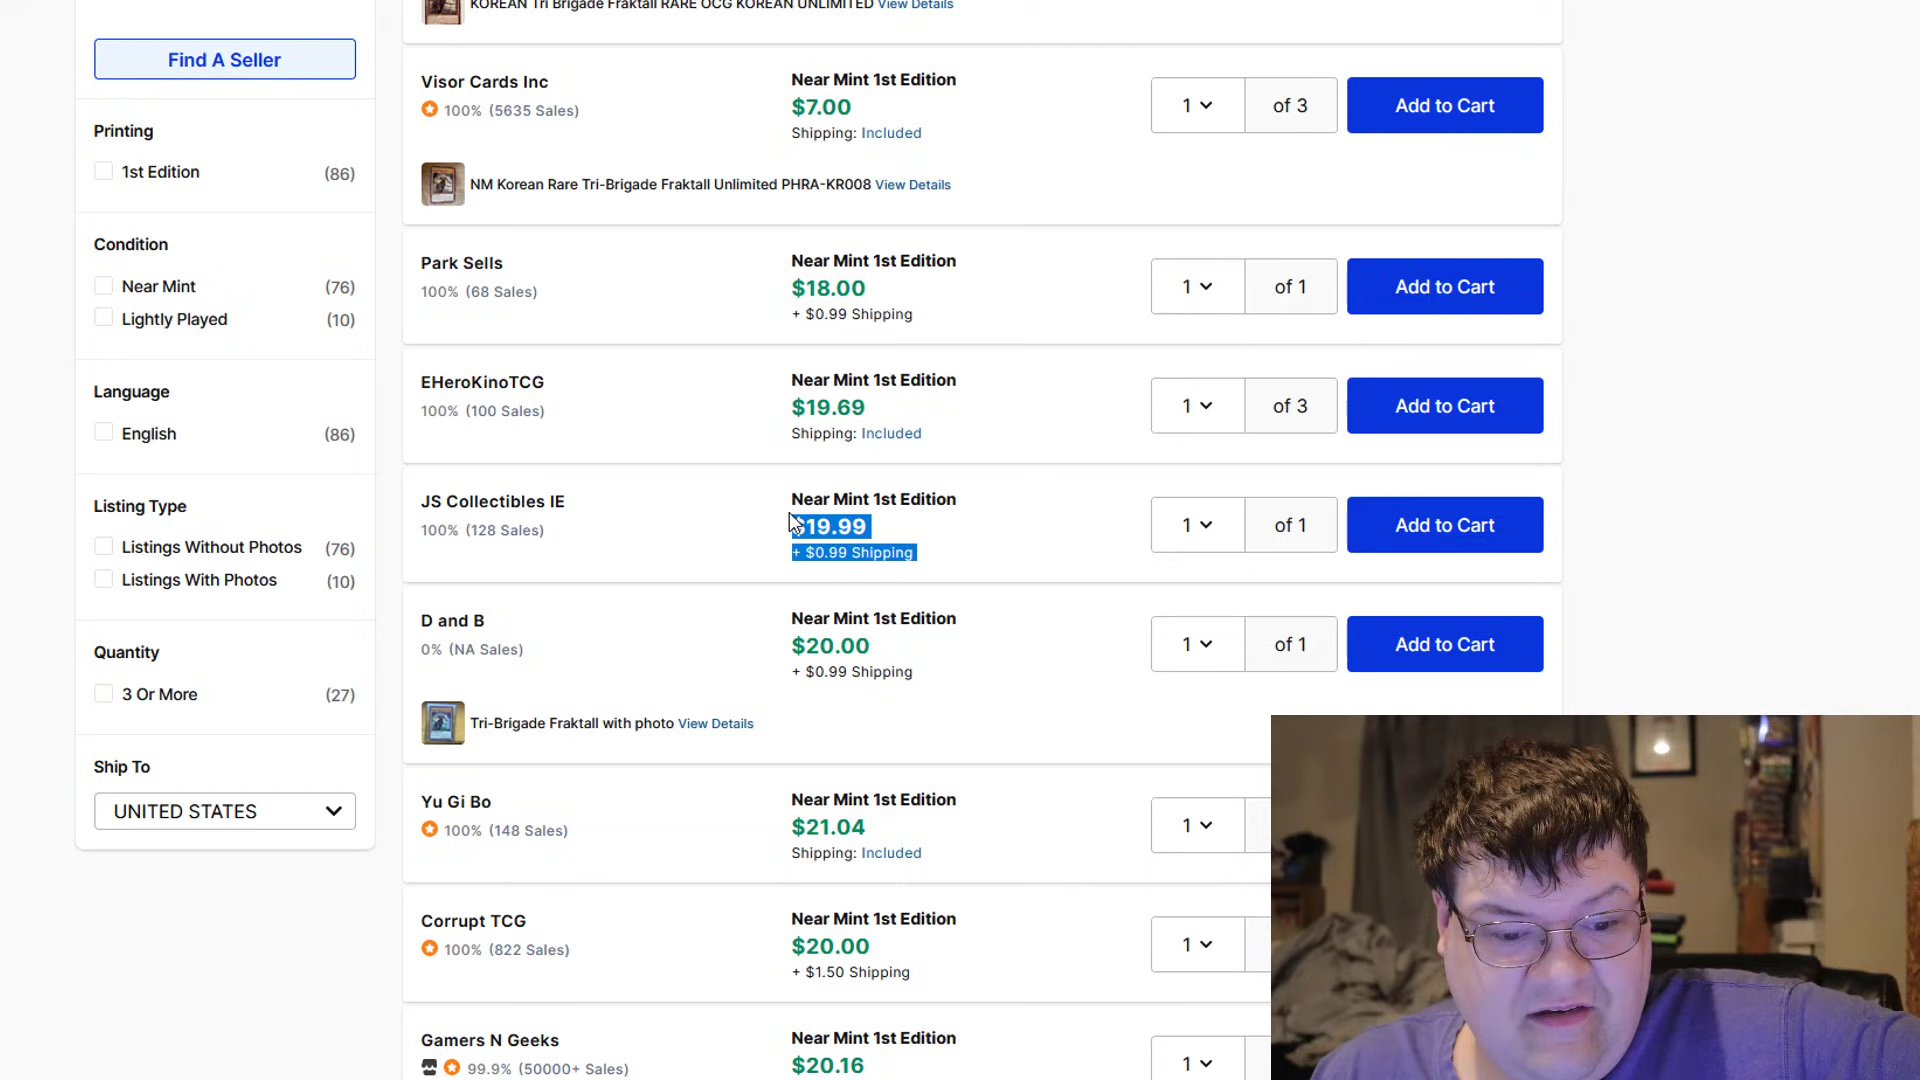 KOREAN Tri Brigade Fraktall RARE OCG KOREAN UNLIMITED View Details
Find A Seller
Printing
1st Edition (86)
Condition
Near Mint (76)
Lightly Played (10)
Language
English (86)
Listing Type
Listings Without Photos (76)
Listings With Photos (10)
Quantity
3 Or More (27)
Ship To
UNITED STATES
Visor Cards Inc
100% (5635 Sales)
Near Mint 1st Edition
$7.00
Shipping: Included
1 of 3
Add to Cart
NM Korean Rare Tri-Brigade Fraktall Unlimited PHRA-KR008 View Details
Park Sells
100% (68 Sales)
Near Mint 1st Edition
$18.00
+ $0.99 Shipping
1 of 1
Add to Cart
EHeroKinoTCG
100% (100 Sales)
Near Mint 1st Edition
$19.69
Shipping: Included
1 of 3
Add to Cart
JS Collectibles IE
100% (128 Sales)
Near Mint 1st Edition
$19.99
+ $0.99 Shipping
1 of 1
Add to Cart
D and B
0% (NA Sales)
Near Mint 1st Edition
$20.00
+ $0.99 Shipping
1 of 1
Add to Cart
Tri-Brigade Fraktall with photo View Details
Yu Gi Bo
100% (148 Sales)
Near Mint 1st Edition
$21.04
Shipping: Included
1
Corrupt TCG
100% (822 Sales)
Near Mint 1st Edition
$20.00
+ $1.50 Shipping
1
Gamers N Geeks
99.9% (50000+ Sales)
Near Mint 1st Edition
$20.16
1